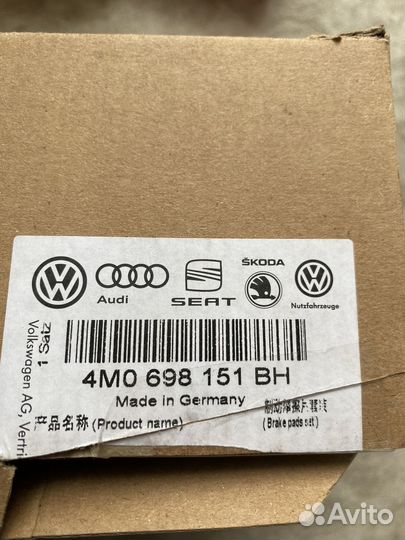 ŠKODA
Audi SEAT Nutzfahrzeuge
1 Satz
Volkswagen AG, Vertri
4M0 698 151 BH
Made in Germany
产品名称 (Product name)
(Brake pads set)
Avito